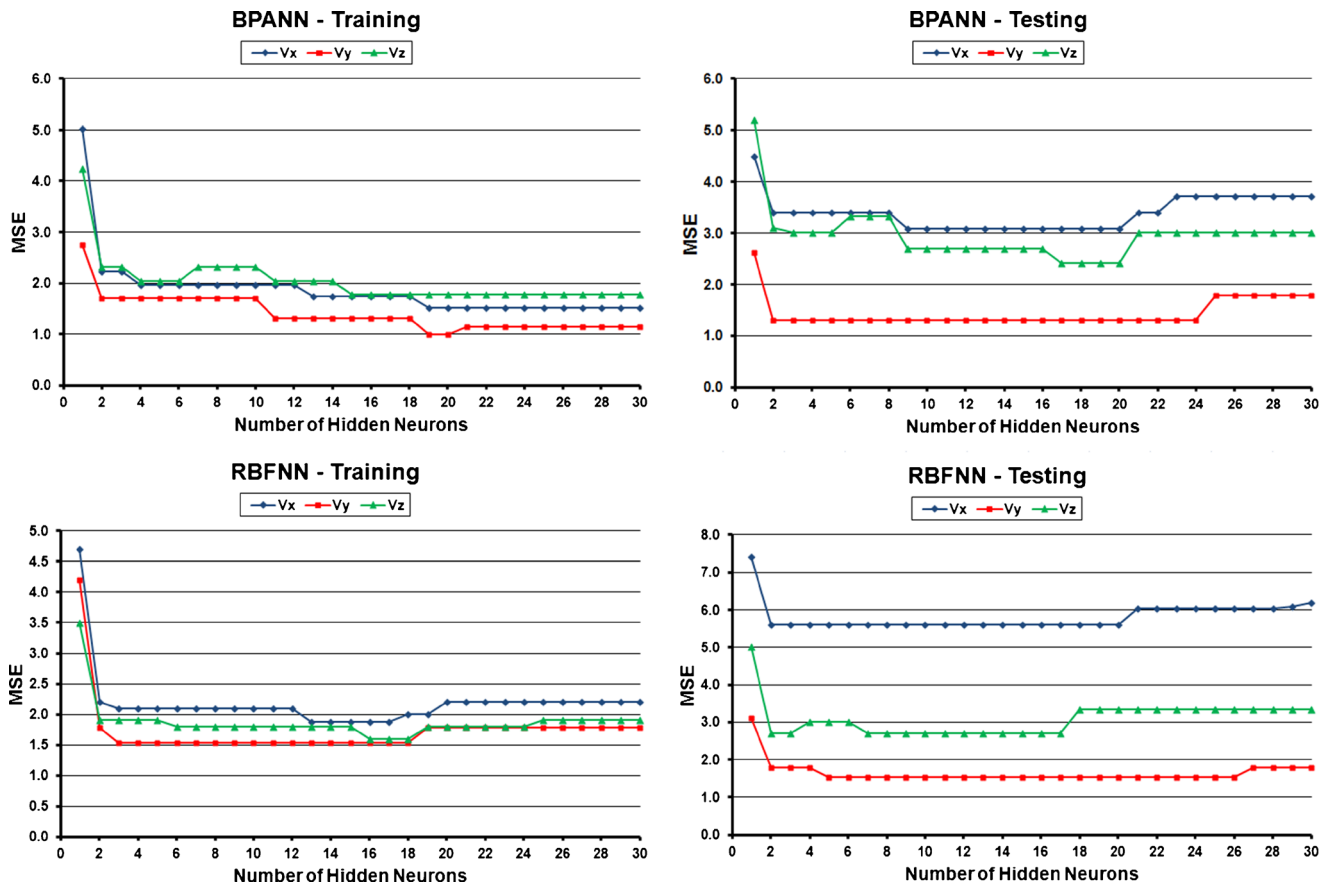 BPANN - Training
Vx Vy Vz
6.0
5.0
4.0
3.0
2.0
1.0
0.0
MSE
0 2 4 6 8 10 12 14 16 18 20 22 24 26 28 30
Number of Hidden Neurons
BPANN - Testing
Vx Vy Vz
6.0
5.0
4.0
3.0
2.0
1.0
0.0
MSE
0 2 4 6 8 10 12 14 16 18 20 22 24 26 28 30
Number of Hidden Neurons
RBFNN - Training
Vx Vy Vz
5.0
4.5
4.0
3.5
3.0
2.5
2.0
1.5
1.0
0.5
0.0
MSE
0 2 4 6 8 10 12 14 16 18 20 22 24 26 28 30
Number of Hidden Neurons
RBFNN - Testing
Vx Vy Vz
8.0
7.0
6.0
5.0
4.0
3.0
2.0
1.0
0.0
MSE
0 2 4 6 8 10 12 14 16 18 20 22 24 26 28 30
Number of Hidden Neurons